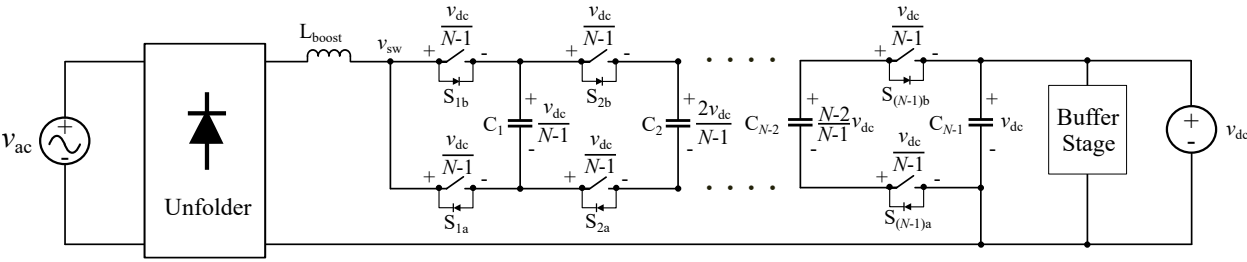 v_ac
+
-
Unfolder
L_boost
v_sw
v_dc
N-1
+ -
S_1b
v_dc
N-1
+ -
S_1a
C_1
+
-
v_dc
N-1
v_dc
N-1
+ -
S_2b
v_dc
N-1
+ -
S_2a
C_2
+
-
2v_dc
N-1
. . . .
. . . .
C_N-2
+
-
N-2
N-1 v_dc
v_dc
N-1
+ -
S_(N-1)b
v_dc
N-1
+ -
S_(N-1)a
C_N-1
+
-
v_dc
Buffer
Stage
+
-
v_dc